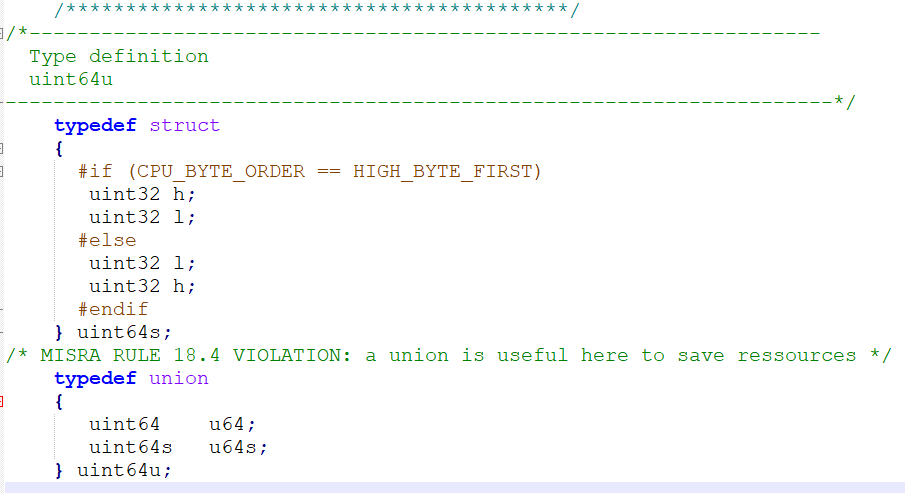 /******************************************/
/*------------------------------------------------------------------
Type definition
uint64u
---------------------------------------------------------------------*/
typedef struct
{
#if (CPU_BYTE_ORDER == HIGH_BYTE_FIRST)
uint32 h;
uint32 l;
#else
uint32 l;
uint32 h;
#endif
} uint64s;
/* MISRA RULE 18.4 VIOLATION: a union is useful here to save ressources */
typedef union
{
uint64    u64;
uint64s   u64s;
} uint64u;